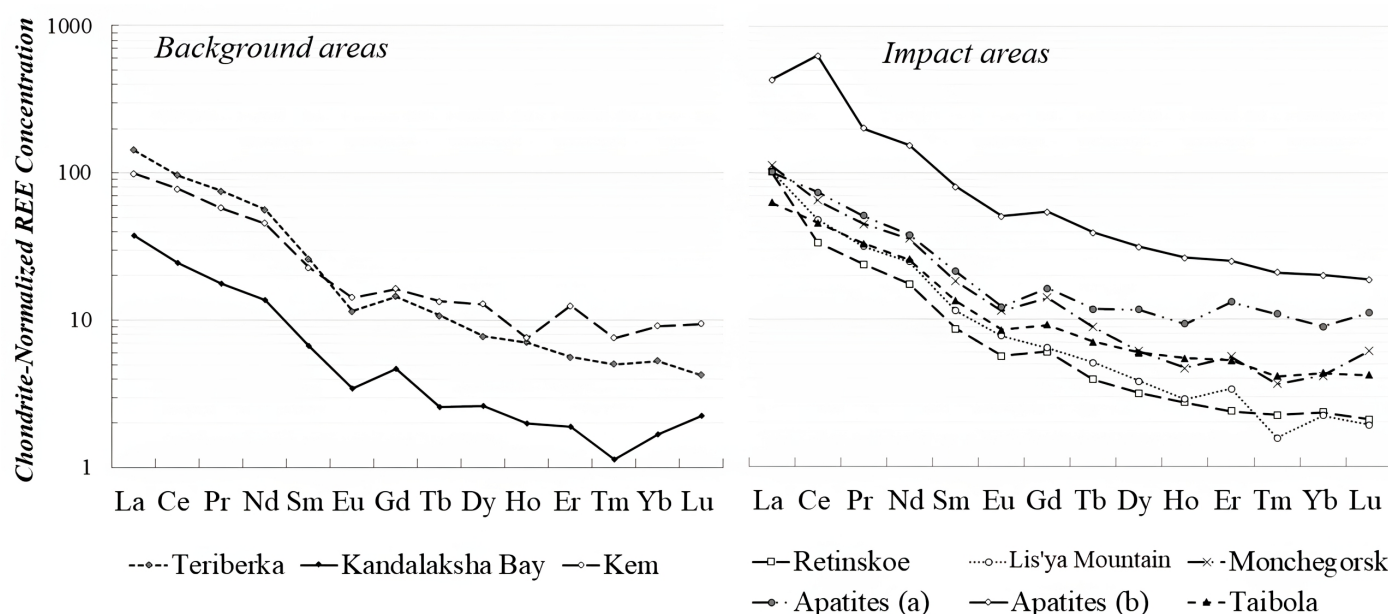 Chondrite-Normalized REE Concentration
1000
100
10
1
Background areas
La Ce Pr Nd Sm Eu Gd Tb Dy Ho Er Tm Yb Lu
Teriberka Kandalaksha Bay Kem
Impact areas
La Ce Pr Nd Sm Eu Gd Tb Dy Ho Er Tm Yb Lu
Retinskoe Lis'ya Mountain Monchegorsk
Apatites (a) Apatites (b) Taibola